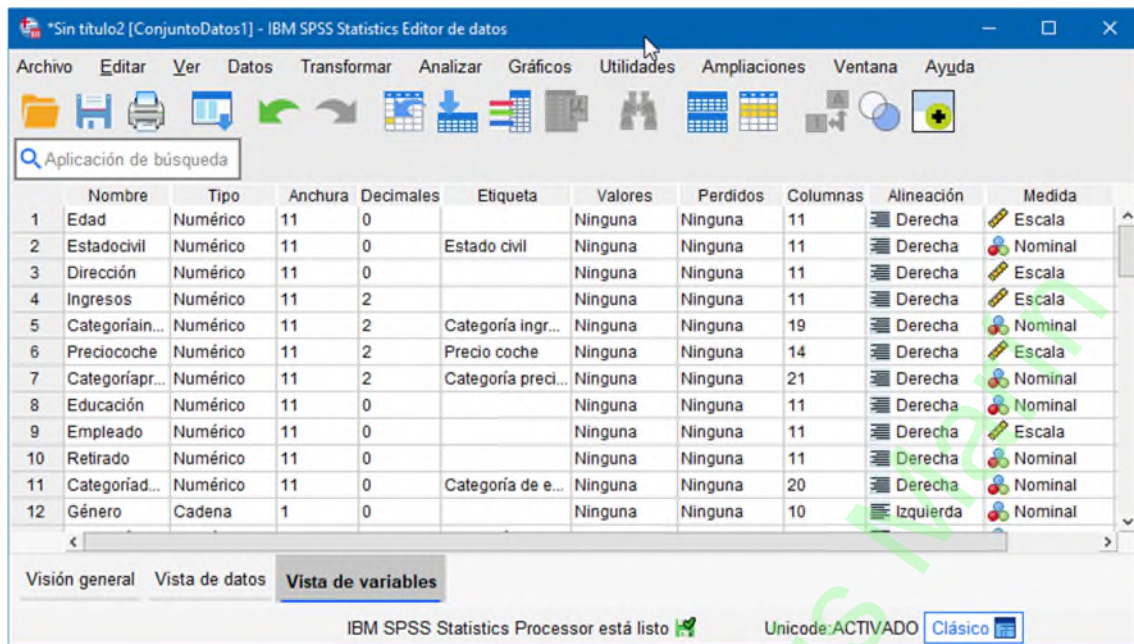 *Sin título2 [ConjuntoDatos1] - IBM SPSS Statistics Editor de datos
Archivo Editar Ver Datos Transformar Analizar Gráficos Utilidades Ampliaciones Ventana Ayuda
Aplicación de búsqueda
Nombre Tipo Anchura Decimales Etiqueta Valores Perdidos Columnas Alineación Medida
1 Edad Numérico 11 0 Ninguna Ninguna 11 Derecha Escala
2 Estadocivil Numérico 11 0 Estado civil Ninguna Ninguna 11 Derecha Nominal
3 Dirección Numérico 11 0 Ninguna Ninguna 11 Derecha Escala
4 Ingresos Numérico 11 2 Ninguna Ninguna 11 Derecha Escala
5 Categoríain... Numérico 11 2 Categoría ingr... Ninguna Ninguna 19 Derecha Nominal
6 Preciocoche Numérico 11 2 Precio coche Ninguna Ninguna 14 Derecha Escala
7 Categoríapr... Numérico 11 2 Categoría preci... Ninguna Ninguna 21 Derecha Nominal
8 Educación Numérico 11 0 Ninguna Ninguna 11 Derecha Nominal
9 Empleado Numérico 11 0 Ninguna Ninguna 11 Derecha Escala
10 Retirado Numérico 11 0 Ninguna Ninguna 11 Derecha Nominal
11 Categoríad... Numérico 11 0 Categoría de e... Ninguna Ninguna 20 Derecha Nominal
12 Género Cadena 1 0 Ninguna Ninguna 10 Izquierda Nominal
Visión general Vista de datos Vista de variables
IBM SPSS Statistics Processor está listo Unicode:ACTIVADO Clásico